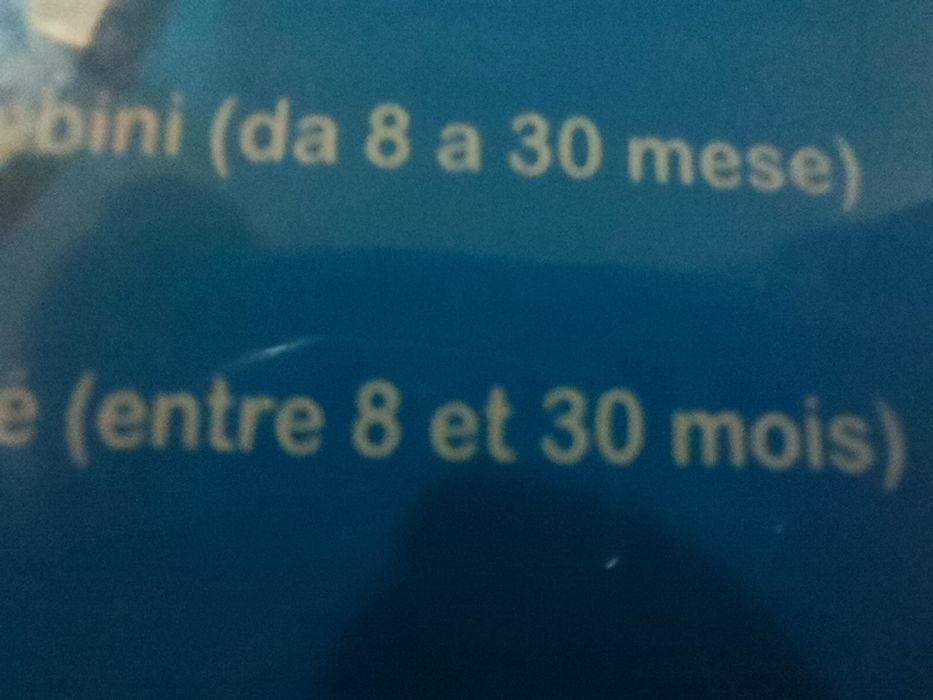 bini (da 8 a 30 mese)
e (entre 8 et 30 mois)